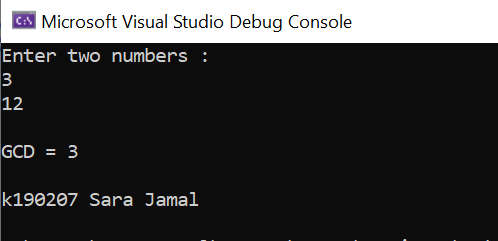 Microsoft Visual Studio Debug Console
Enter two numbers :
3
12
GCD = 3
k190207 Sara Jamal